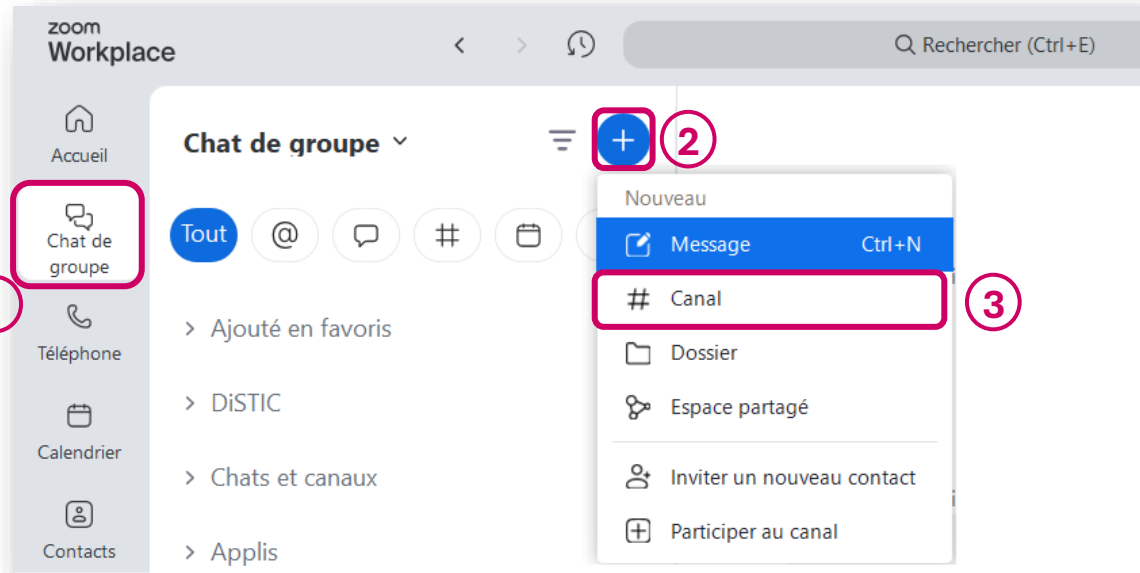 zoom
Workplace
Rechercher (Ctrl+E)
Accueil
Chat de groupe
2
Nouveau
Chat de
groupe
Tout
@
#
Message Ctrl+N
# Canal
3
Téléphone
Ajouté en favoris
Dossier
DiSTIC
Espace partagé
Calendrier
Chats et canaux
Inviter un nouveau contact
Contacts
Applis
Participer au canal